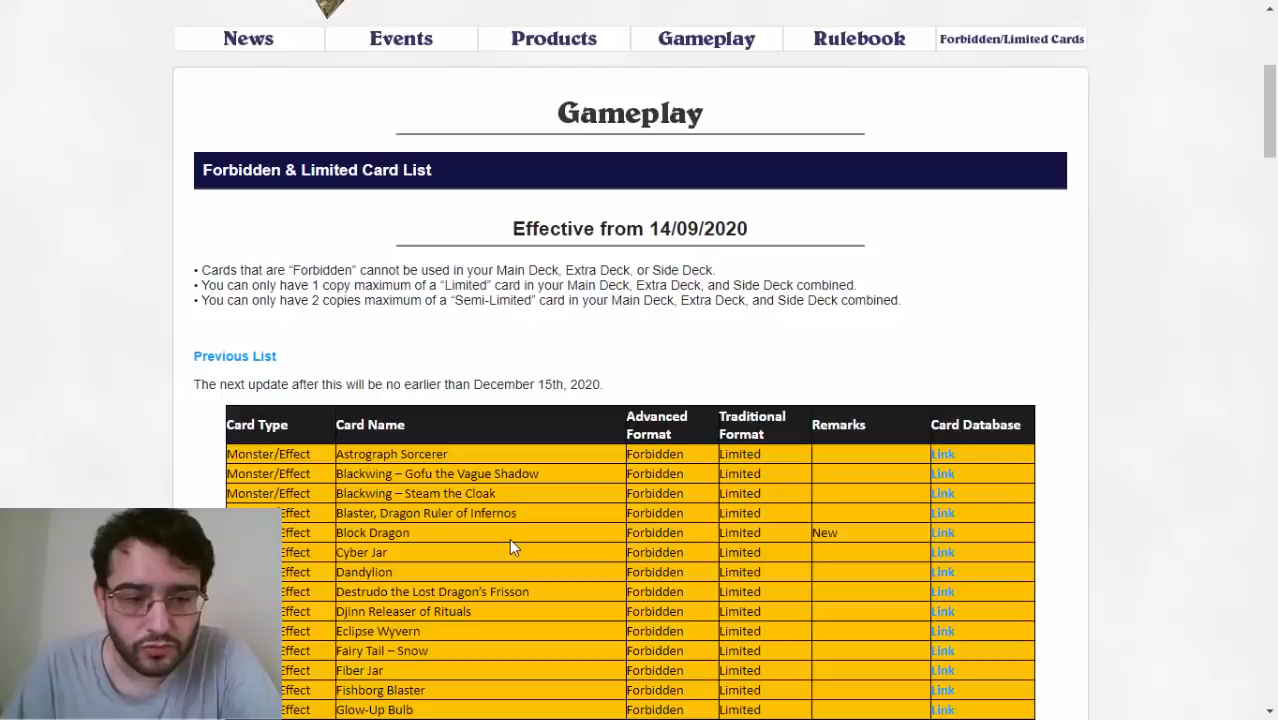 News Events Products Gameplay Rulebook Forbidden/Limited Cards
Gameplay
Forbidden & Limited Card List
Effective from 14/09/2020
• Cards that are “Forbidden” cannot be used in your Main Deck, Extra Deck, or Side Deck.
• You can only have 1 copy maximum of a “Limited” card in your Main Deck, Extra Deck, and Side Deck combined.
• You can only have 2 copies maximum of a “Semi-Limited” card in your Main Deck, Extra Deck, and Side Deck combined.
Previous List
The next update after this will be no earlier than December 15th, 2020.
Card Type Card Name Advanced Format Traditional Format Remarks Card Database
Monster/Effect Astrograph Sorcerer Forbidden Limited Link
Monster/Effect Blackwing – Gofu the Vague Shadow Forbidden Limited Link
Monster/Effect Blackwing – Steam the Cloak Forbidden Limited Link
Effect Blaster, Dragon Ruler of Infernos Forbidden Limited Link
Effect Block Dragon Forbidden Limited New Link
Effect Cyber Jar Forbidden Limited Link
Effect Dandylion Forbidden Limited Link
Effect Destrudo the Lost Dragon’s Frisson Forbidden Limited Link
Effect Djinn Releaser of Rituals Forbidden Limited Link
Effect Eclipse Wyvern Forbidden Limited Link
Effect Fairy Tail – Snow Forbidden Limited Link
Effect Fiber Jar Forbidden Limited Link
Effect Fishborg Blaster Forbidden Limited Link
Effect Glow-Up Bulb Forbidden Limited Link